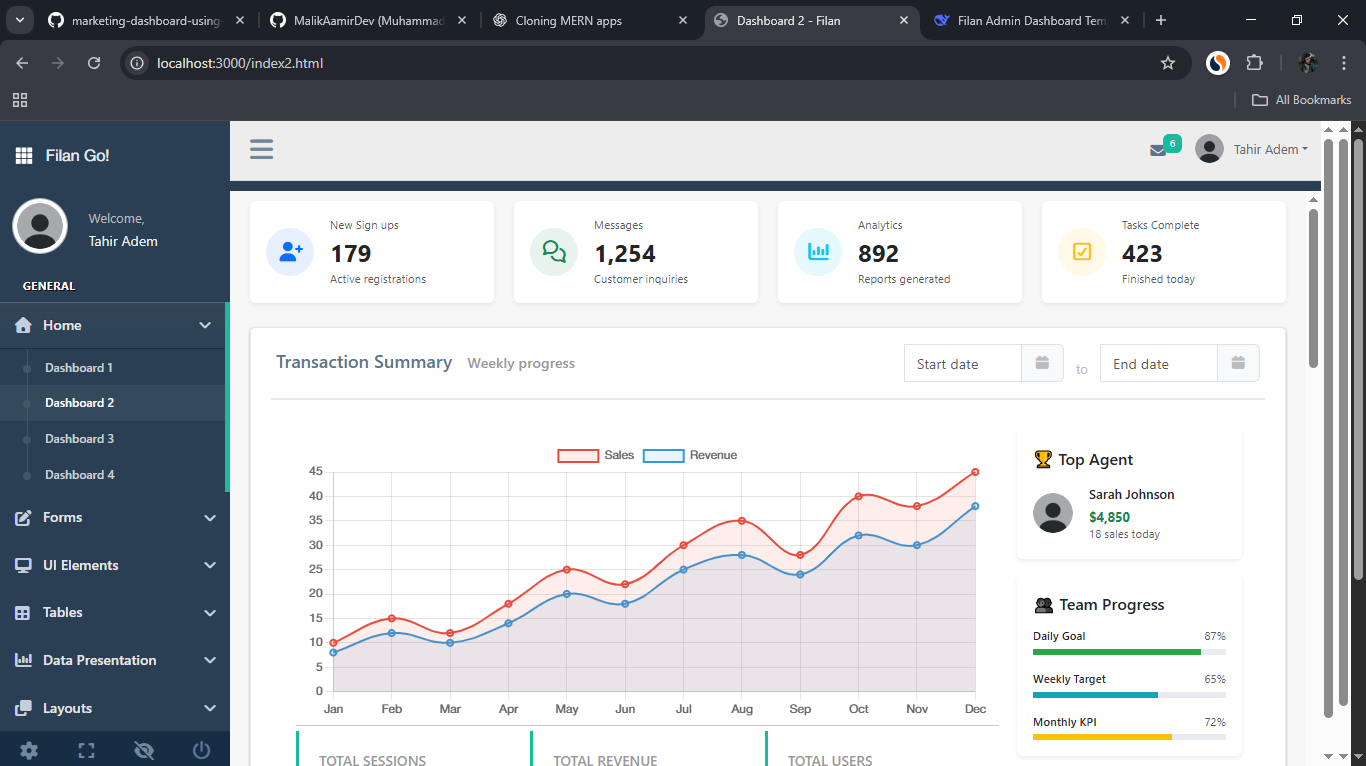 marketing-dashboard-using
MalikAamirDev (Muhammad
Cloning MERN apps
Dashboard 2 - Filan
Filan Admin Dashboard Tem
localhost:3000/index2.html
All Bookmarks
Filan Go!
6
Tahir Adem
Welcome,
Tahir Adem
GENERAL
Home
Dashboard 1
Dashboard 2
Dashboard 3
Dashboard 4
Forms
UI Elements
Tables
Data Presentation
Layouts
New Sign ups
179
Active registrations
Messages
1,254
Customer inquiries
Analytics
892
Reports generated
Tasks Complete
423
Finished today
Transaction Summary Weekly progress
Start date
to
End date
Sales Revenue
45
40
35
30
25
20
15
10
5
0
Jan Feb Mar Apr May Jun Jul Aug Sep Oct Nov Dec
Top Agent
Sarah Johnson
$4,850
18 sales today
Team Progress
Daily Goal 87%
Weekly Target 65%
Monthly KPI 72%
TOTAL SESSIONS
TOTAL REVENUE
TOTAL USERS